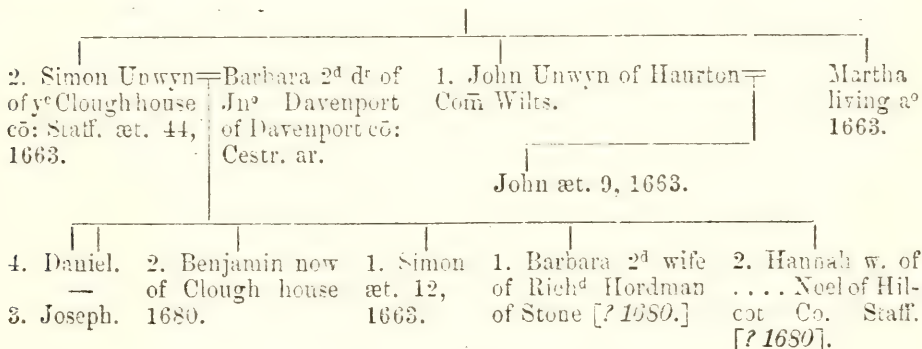 2. Simon Unwyn=Barbara 2ᵈ dʳ of
of yᵉ Clough house Jnᵒ Davenport
cō: Staff. æt. 44, of Davenport cō:
1663. Cestr. ar.
1. John Unwyn of Haurton=
Com̄ Wilts.
Martha
living aᵒ
1663.
John æt. 9, 1663.
4. Daniel.
—
3. Joseph.
2. Benjamin now
of Clough house
1680.
1. Simon
æt. 12,
1663.
1. Barbara 2ᵈ wife
of Richᵈ Hordman
of Stone [? 1680.]
2. Hannah w. of
.... Noel of Hil-
cot Co. Staff.
[? 1680].